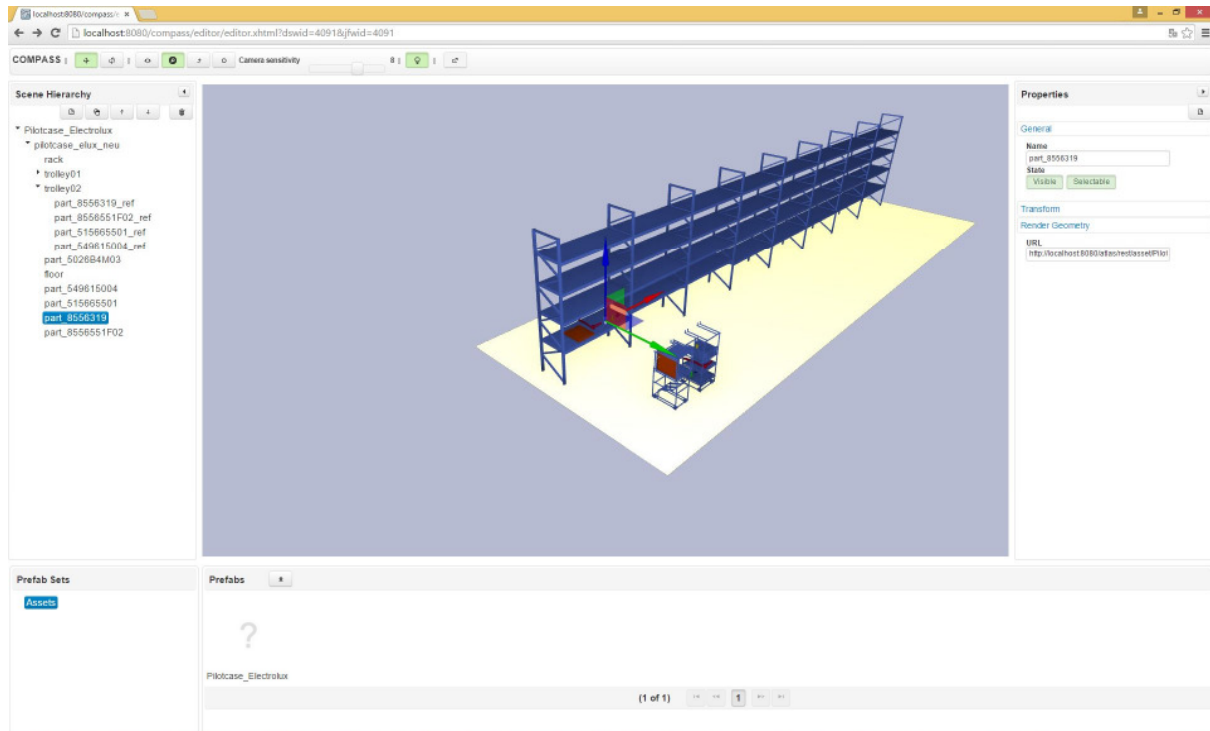 localhost:8080/compass/e
localhost:8080/compass/editor/editor.xhtml?dswid=4091&jfwid=4091
COMPASS
Camera sensitivity
8
Scene Hierarchy
Pilotcase_Electrolux
pilotcase_elux_neu
rack
trolley01
trolley02
part_8556319_ref
part_8556551F02_ref
part_515665501_ref
part_549615004_ref
part_5026B4M03
floor
part_549615004
part_515665501
part_8556319
part_8556551F02
Properties
General
Name
part_8556319
State
Visible
Selectable
Transform
Render Geometry
URL
http://localhost:8080/atlas/rest/asset/Pilot
Prefab Sets
Assets
Prefabs
?
Pilotcase_Electrolux
(1 of 1)
1